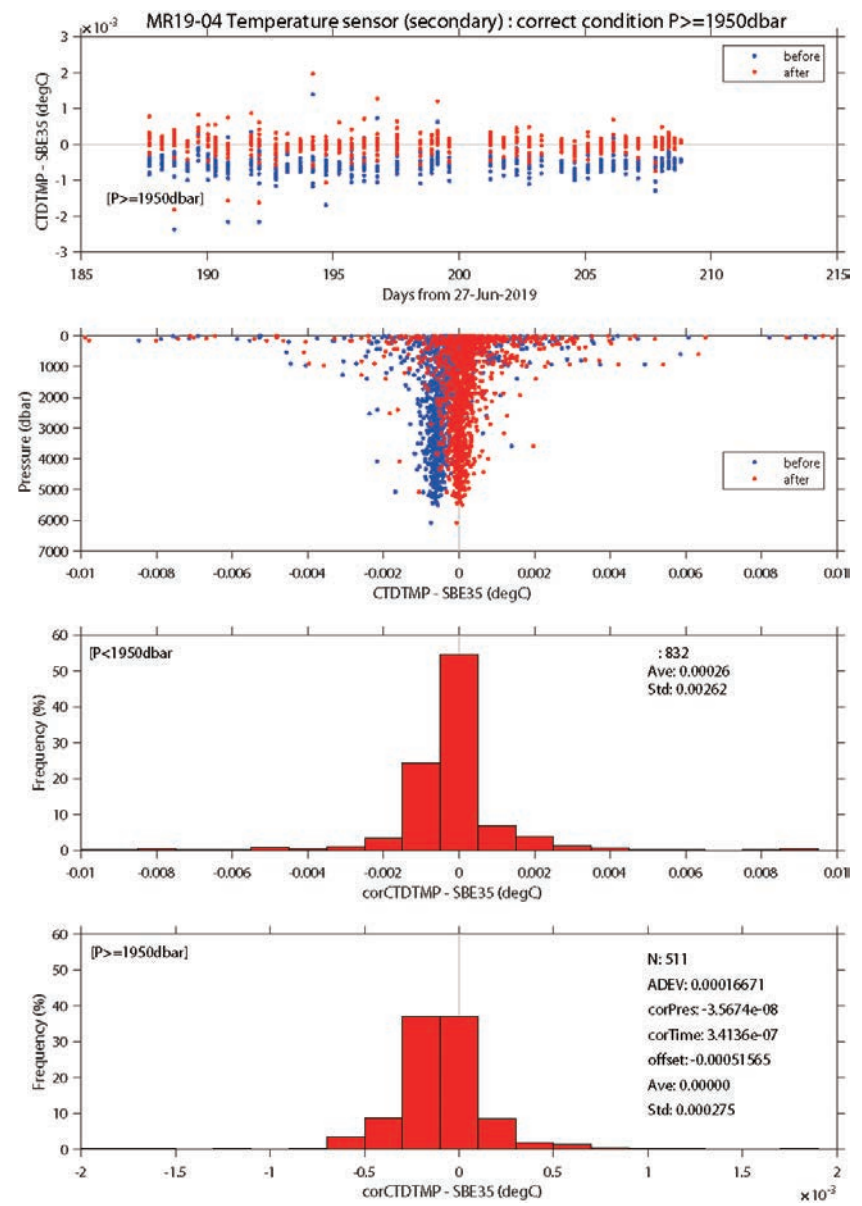 MR19-04 Temperature sensor (secondary) : correct condition P>=1950dbar
×10⁻³
3
2
1
0
-1
-2
-3
CTDTMP - SBE35 (degC)
before
after
[P>=1950dbar]
185 190 195 200 205 210 215
Days from 27-Jun-2019
0
1000
2000
3000
4000
5000
6000
7000
Pressure (dbar)
before
after
-0.01 -0.008 -0.006 -0.004 -0.002 0 0.002 0.004 0.006 0.008 0.01
CTDTMP - SBE35 (degC)
60
50
40
30
20
10
0
Frequency (%)
[P<1950dbar
: 832
Ave: 0.00026
Std: 0.00262
-0.01 -0.008 -0.006 -0.004 -0.002 0 0.002 0.004 0.006 0.008 0.01
corCTDTMP - SBE35 (degC)
60
50
40
30
20
10
0
Frequency (%)
[P>=1950dbar]
N: 511
ADEV: 0.00016671
corPres: -3.5674e-08
corTime: 3.4136e-07
offset:-0.00051565
Ave: 0.00000
Std: 0.000275
-2 -1.5 -1 -0.5 0 0.5 1 1.5 2
corCTDTMP - SBE35 (degC)
×10⁻³